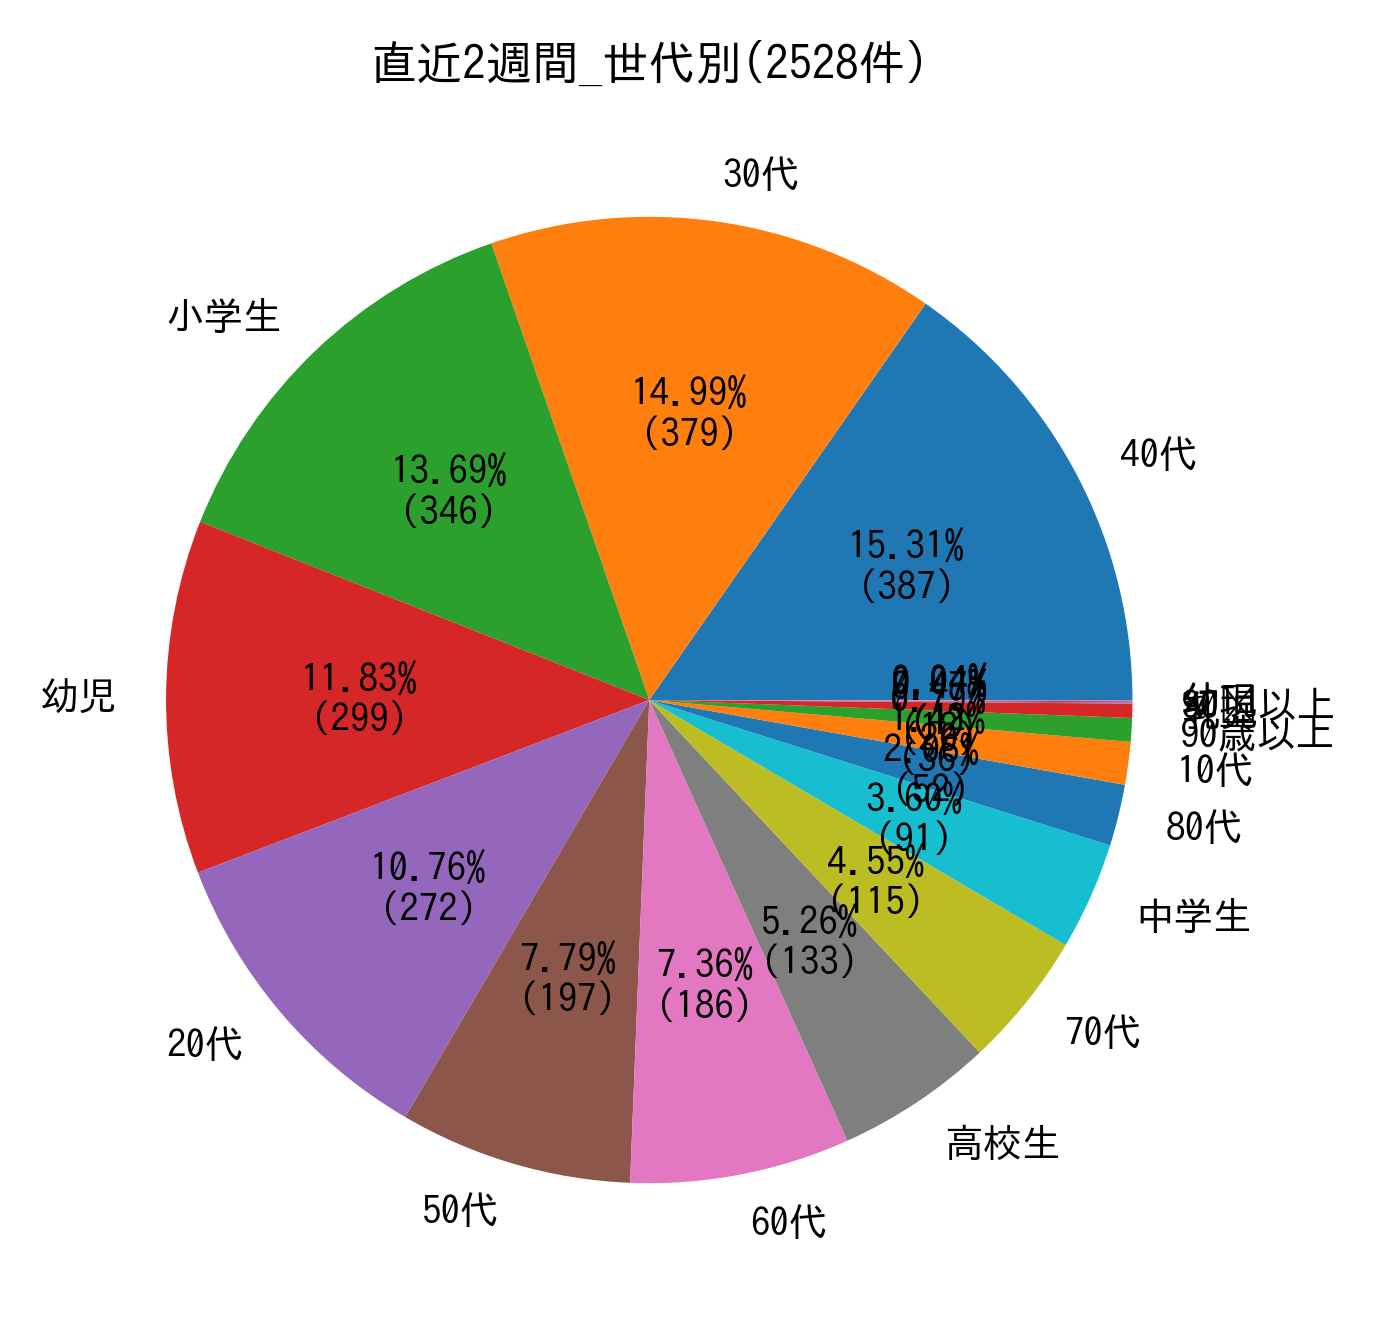 直近2週間_世代別(2528件)
30代
小学生
40代
14.99%
(379)
13.69%
(346)
15.31%
(387)
幼児
11.83%
(299)
90歳以上
10代
80代
3.60%
(91)
中学生
4.55%
(115)
10.76%
(272)
5.26%
(133)
7.79%
(197)
7.36%
(186)
20代
70代
高校生
50代
60代